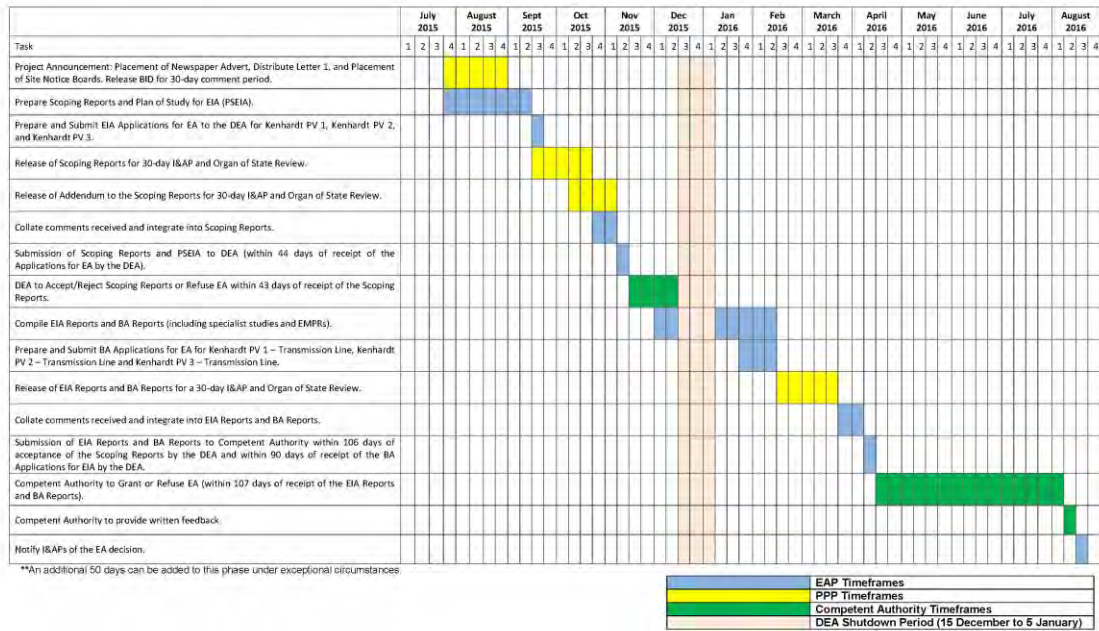 July August Sept Oct Nov Dec Jan Feb March April May June July August
2015 2015 2015 2015 2015 2015 2016 2016 2016 2016 2016 2016 2016 2016
Task 1 2 3 4 1 2 3 4 1 2 3 4 1 2 3 4 1 2 3 4 1 2 3 4 1 2 3 4 1 2 3 4 1 2 3 4 1 2 3 4 1 2 3 4 1 2 3 4 1 2 3 4 1 2 3 4
Project Announcement: Placement of Newspaper Advert, Distribute Letter 1, and Placement
of Site Notice Boards. Release BID for 30-day comment period.
Prepare Scoping Reports and Plan of Study for EIA (PSEIA).
Prepare and Submit EIA Applications for EA to the DEA for Kenhardt PV 1, Kenhardt PV 2,
and Kenhardt PV 3.
Release of Scoping Reports for 30-day I&AP and Organ of State Review.
Release of Addendum to the Scoping Reports for 30-day I&AP and Organ of State Review.
Collate comments received and integrate into Scoping Reports.
Submission of Scoping Reports and PSEIA to DEA (within 44 days of receipt of the
Applications for EA by the DEA).
DEA to Accept/Reject Scoping Reports or Refuse EA within 43 days of receipt of the Scoping
Reports.
Compile EIA Reports and BA Reports (including specialist studies and EMPRs).
Prepare and Submit BA Applications for EA for Kenhardt PV 1 – Transmission Line, Kenhardt
PV 2 – Transmission Line and Kenhardt PV 3 – Transmission Line.
Release of EIA Reports and BA Reports for a 30-day I&AP and Organ of State Review.
Collate comments received and integrate into EIA Reports and BA Reports.
Submission of EIA Reports and BA Reports to Competent Authority within 106 days of
acceptance of the Scoping Reports by the DEA and within 90 days of receipt of the BA
Applications for EIA by the DEA.
Competent Authority to Grant or Refuse EA (within 107 days of receipt of the EIA Reports
and BA Reports).
Competent Authority to provide written feedback.
Notify I&APs of the EA decision.
**An additional 50 days can be added to this phase under exceptional circumstances
EAP Timeframes
PPP Timeframes
Competent Authority Timeframes
DEA Shutdown Period (15 December to 5 January)